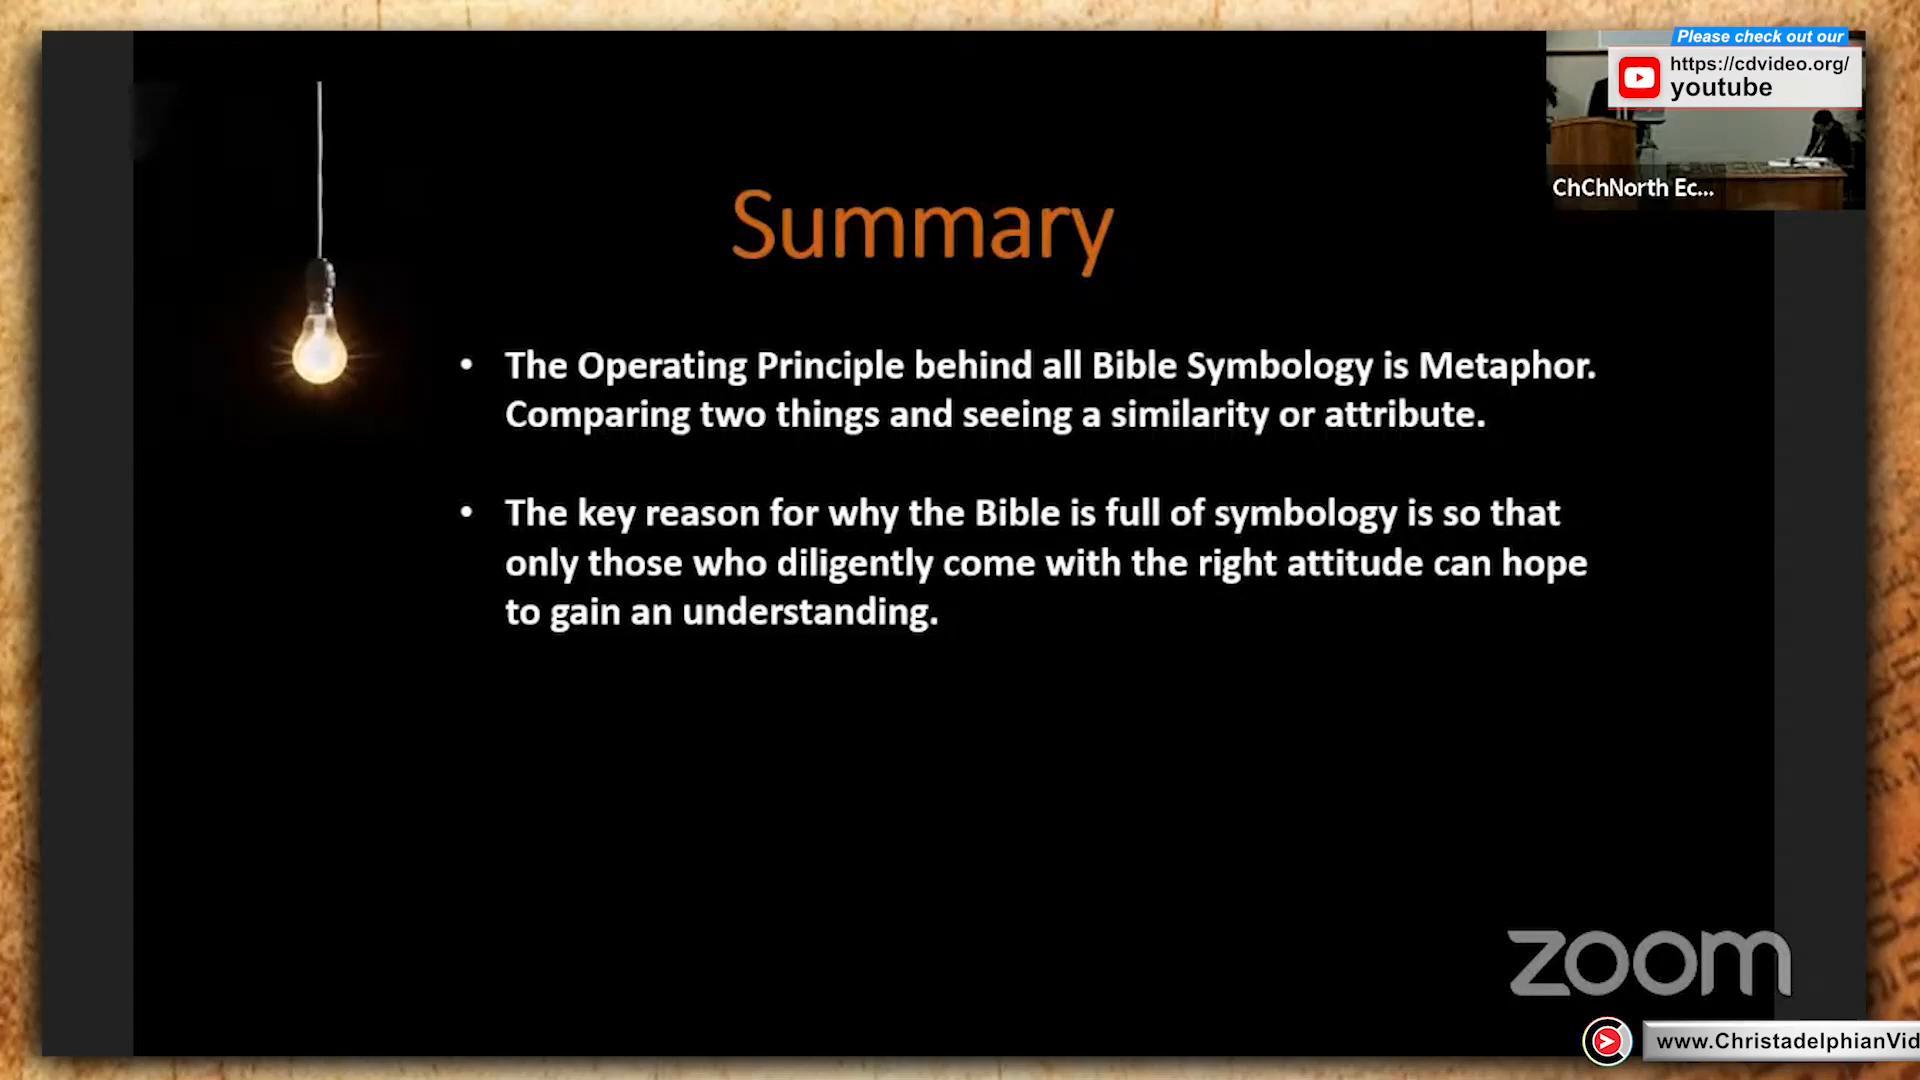 Please check out our
https://cdvideo.org/
youtube
ChChNorth Ec...
Summary
• The Operating Principle behind all Bible Symbology is Metaphor.
Comparing two things and seeing a similarity or attribute.
• The key reason for why the Bible is full of symbology is so that
only those who diligently come with the right attitude can hope
to gain an understanding.
zoom
www.ChristadelphianVid